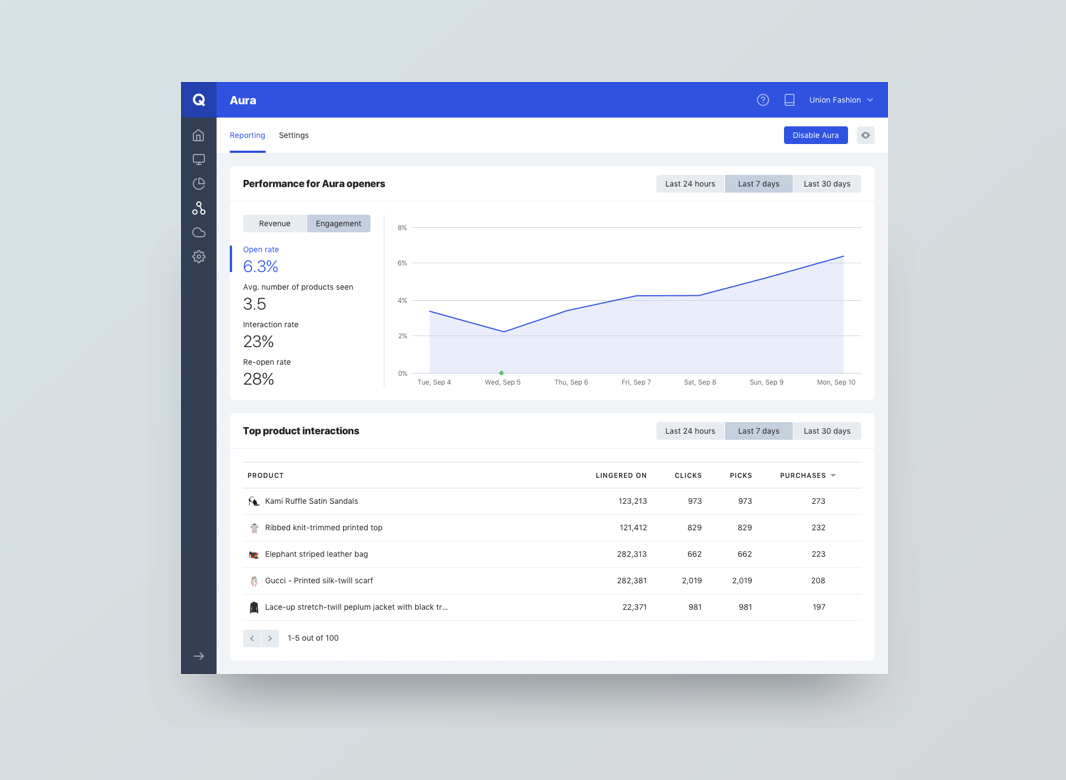 Q Aura Union Fashion
Reporting Settings Disable Aura
Performance for Aura openers Last 24 hours Last 7 days Last 30 days
Revenue Engagement
Open rate
6.3%
Avg. number of products seen
3.5
Interaction rate
23%
Re-open rate
28%
8%
6%
4%
2%
0%
Tue, Sep 4 Wed, Sep 5 Thu, Sep 6 Fri, Sep 7 Sat, Sep 8 Sun, Sep 9 Mon, Sep 10
Top product interactions Last 24 hours Last 7 days Last 30 days
PRODUCT LINGERED ON CLICKS PICKS PURCHASES
Kami Ruffle Satin Sandals 123,213 973 973 273
Ribbed knit-trimmed printed top 121,412 829 829 232
Elephant striped leather bag 282,313 662 662 223
Gucci - Printed silk-twill scarf 282,381 2,019 2,019 208
Lace-up stretch-twill peplum jacket with black tr... 22,371 981 981 197
1-5 out of 100